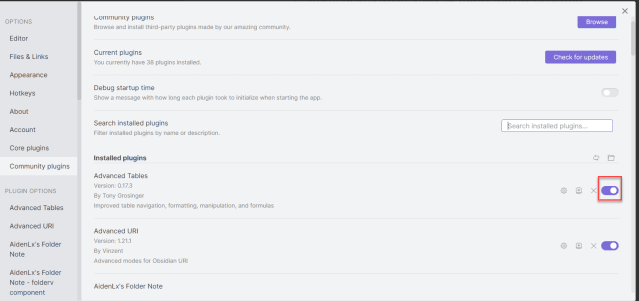 OPTIONS
Editor
Files & Links
Appearance
Hotkeys
About
Account
Core plugins
Community plugins
PLUGIN OPTIONS
Advanced Tables
Advanced URI
AidenLx's Folder
Note
AidenLx's Folder
Note - folderv
component
Community plugins
Browse and install third-party plugins made by our amazing community.
Browse
Current plugins
You currently have 38 plugins installed.
Check for updates
Debug startup time
Show a message with how long each plugin took to initialize when starting the app.
Search installed plugins
Filter installed plugins by name or description.
Search installed plugins...
Installed plugins
Advanced Tables
Version: 0.17.3
By Tony Grosinger
Improved table navigation, formatting, manipulation, and formulas
Advanced URI
Version: 1.21.1
By Vinzent
Advanced modes for Obsidian URI
AidenLx's Folder Note